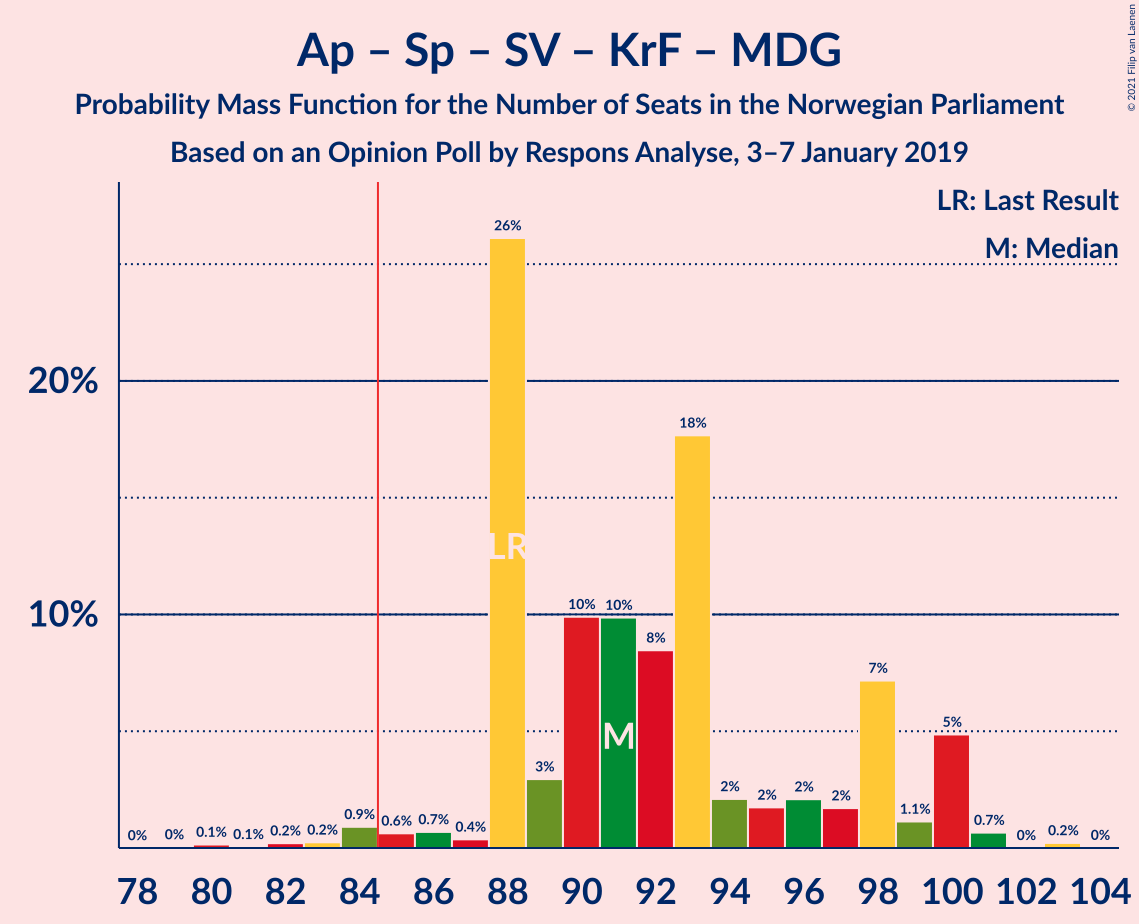 Ap – Sp – SV – KrF – MDG
Probability Mass Function for the Number of Seats in the Norwegian Parliament
Based on an Opinion Poll by Respons Analyse, 3–7 January 2019
© 2021 Filip van Laenen
LR: Last Result
M: Median
20%
10%
0% 0% 0.1% 0.1% 0.2% 0.2% 0.9% 0.6% 0.7% 0.4% 26% 3% 10% 10% 8% 18% 2% 2% 2% 2% 7% 1.1% 5% 0.7% 0% 0.2% 0%
LR
M
78 80 82 84 86 88 90 92 94 96 98 100 102 104